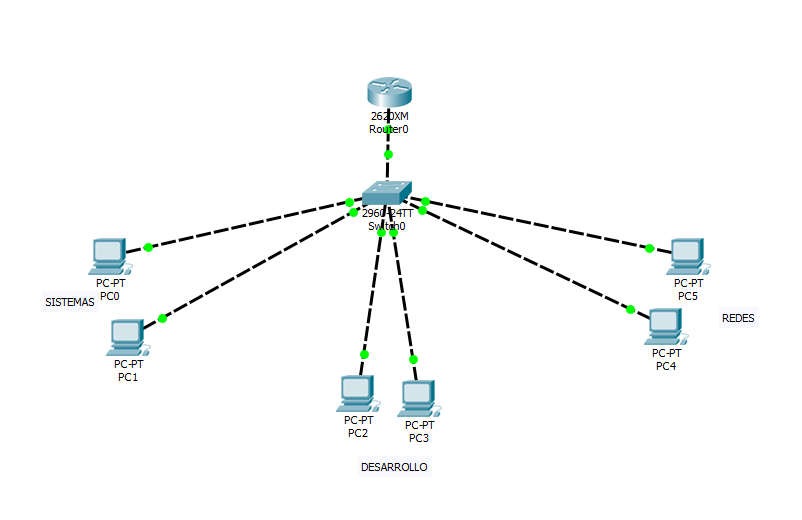 2620XM
Router0
2960-24TT
Switch0
PC-PT
PC0
SISTEMAS
PC-PT
PC1
PC-PT
PC2
PC-PT
PC3
DESARROLLO
PC-PT
PC5
REDES
PC-PT
PC4